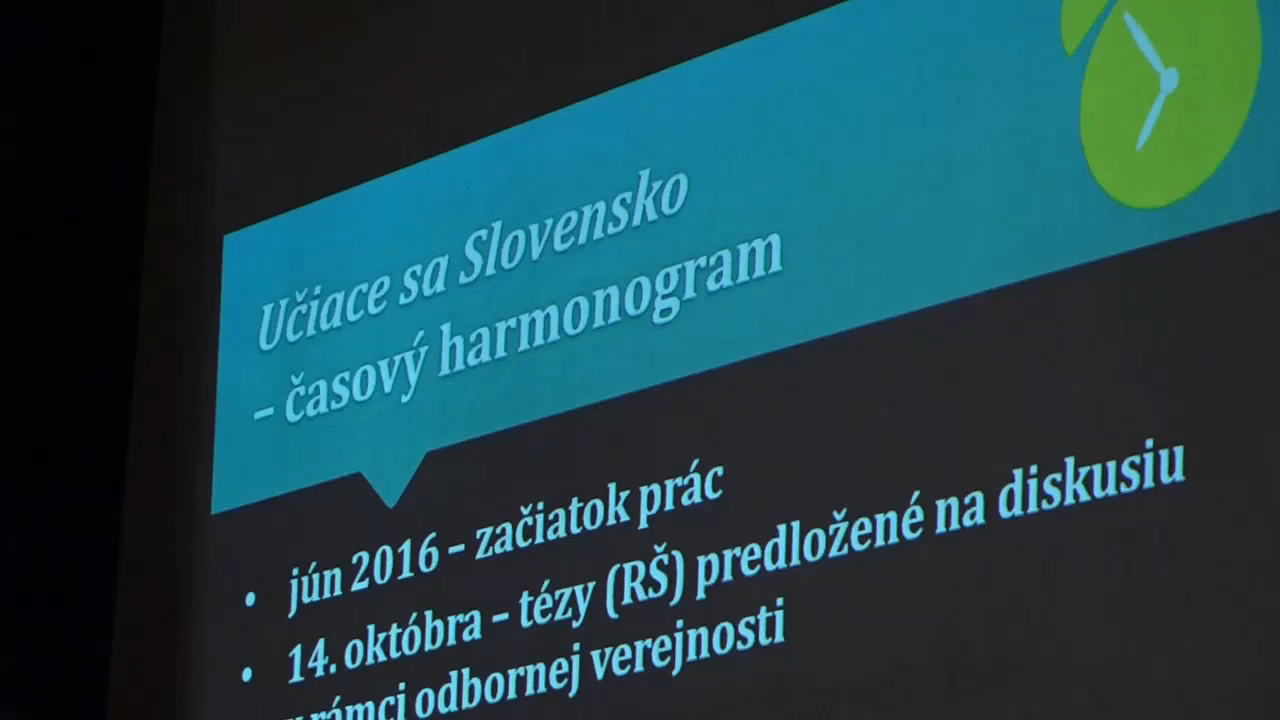 Učiace sa Slovensko
– časový harmonogram
• jún 2016 – začiatok prác
• 14. októbra – tézy (RŠ) predložené na diskusiu
v rámci odbornej verejnosti